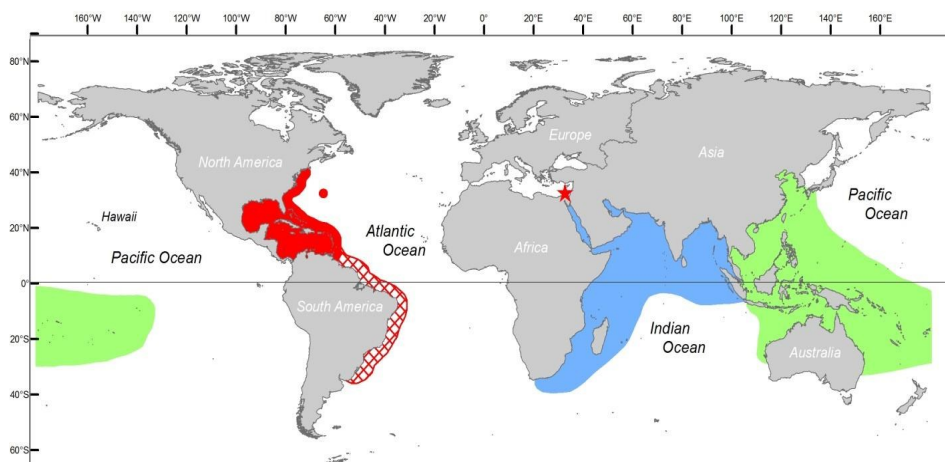 160°W 140°W 120°W 100°W 80°W 60°W 40°W 20°W 0° 20°E 40°E 60°E 80°E 100°E 120°E 140°E 160°E
80°N
60°N
Europe
North America
Asia
40°N
Pacific
Ocean
Hawaii
20°N
Atlantic
Ocean
Africa
Pacific Ocean
0°
South America
Indian
Ocean
20°S
Australia
40°S
60°S